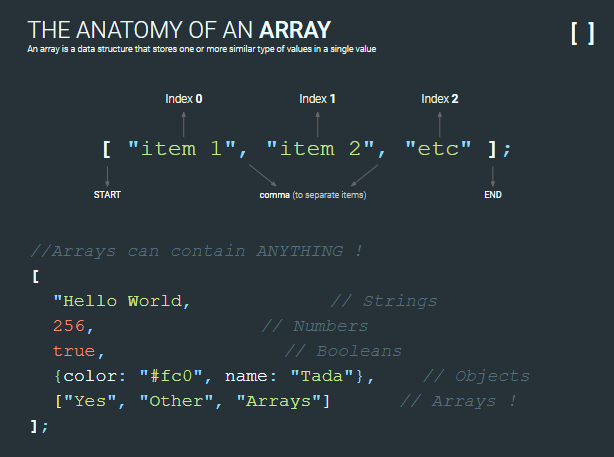 THE ANATOMY OF AN ARRAY
[ ]
An array is a data structure that stores one or more similar type of values in a single value
Index 0 Index 1 Index 2
[ "item 1", "item 2", "etc" ];
START comma (to separate items) END
//Arrays can contain ANYTHING !
[
"Hello World, // Strings
256, // Numbers
true, // Booleans
{color: "#fc0", name: "Tada"}, // Objects
["Yes", "Other", "Arrays"] // Arrays !
];